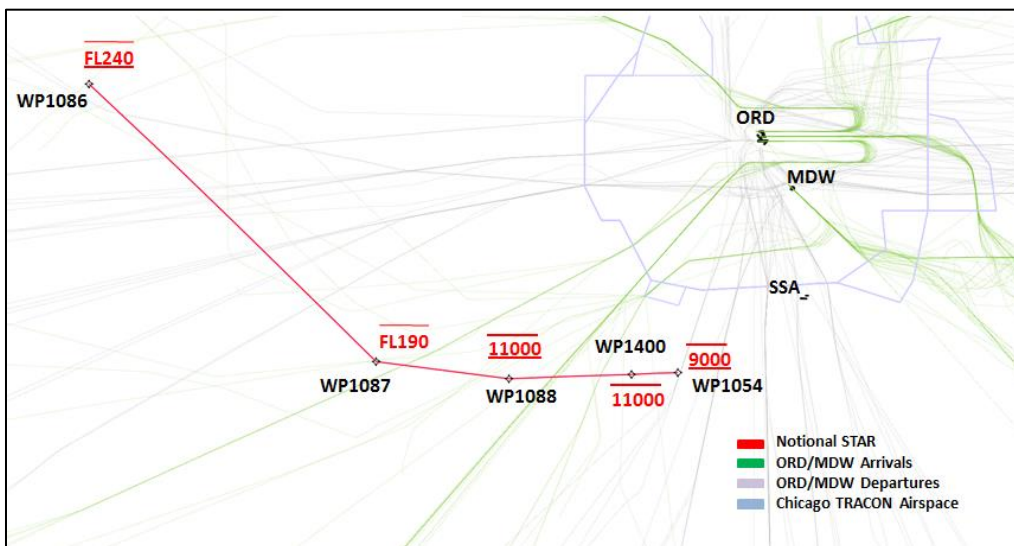 FL240
WP1086
ORD
MDW
SSA
FL190
WP1087
11000
WP1088
WP1400
11000
9000
WP1054
Notional STAR
ORD/MDW Arrivals
ORD/MDW Departures
Chicago TRACON Airspace